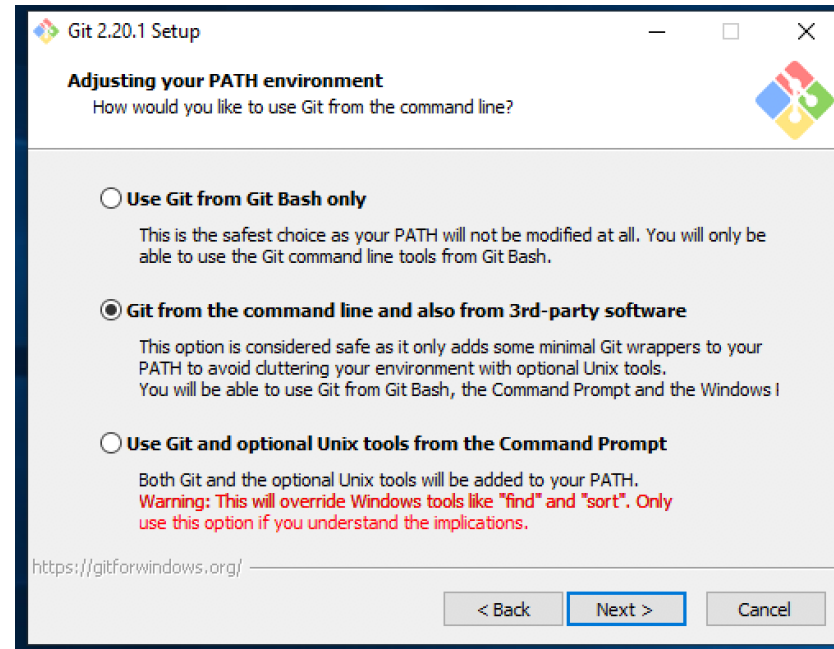 Git 2.20.1 Setup
Adjusting your PATH environment
How would you like to use Git from the command line?
Use Git from Git Bash only
This is the safest choice as your PATH will not be modified at all. You will only be
able to use the Git command line tools from Git Bash.
Git from the command line and also from 3rd-party software
This option is considered safe as it only adds some minimal Git wrappers to your
PATH to avoid cluttering your environment with optional Unix tools.
You will be able to use Git from Git Bash, the Command Prompt and the Windows
Use Git and optional Unix tools from the Command Prompt
Both Git and the optional Unix tools will be added to your PATH.
Warning: This will override Windows tools like "find" and "sort". Only
use this option if you understand the implications.
https://gitforwindows.org/
< Back Next > Cancel